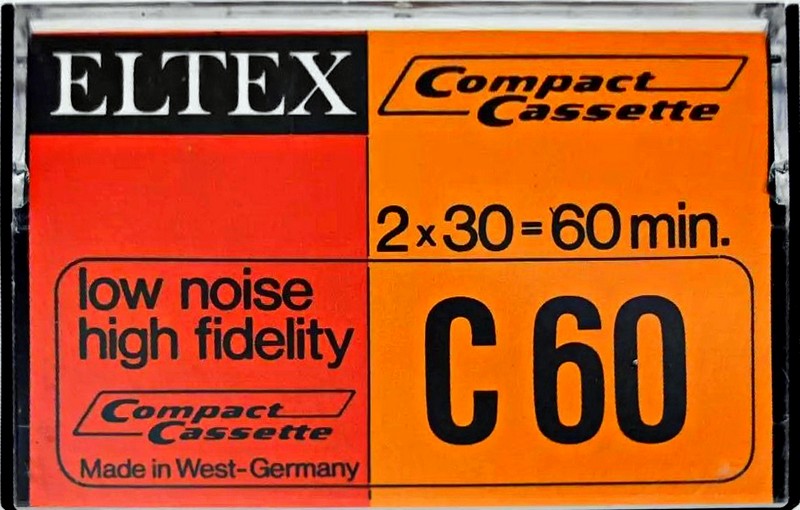 ELTEX
Compact
Cassette
2x30=60 min.
low noise
high fidelity
Compact
Cassette
Made in West-Germany
C 60